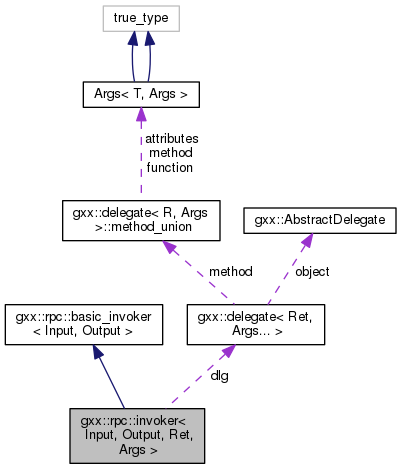 true_type
Args< T, Args >
attributes
method
function
gxx::delegate< R, Args
>::method_union
gxx::AbstractDelegate
method
object
gxx::rpc::basic_invoker
< Input, Output >
gxx::delegate< Ret,
Args... >
dlg
gxx::rpc::invoker<
Input, Output, Ret,
Args >